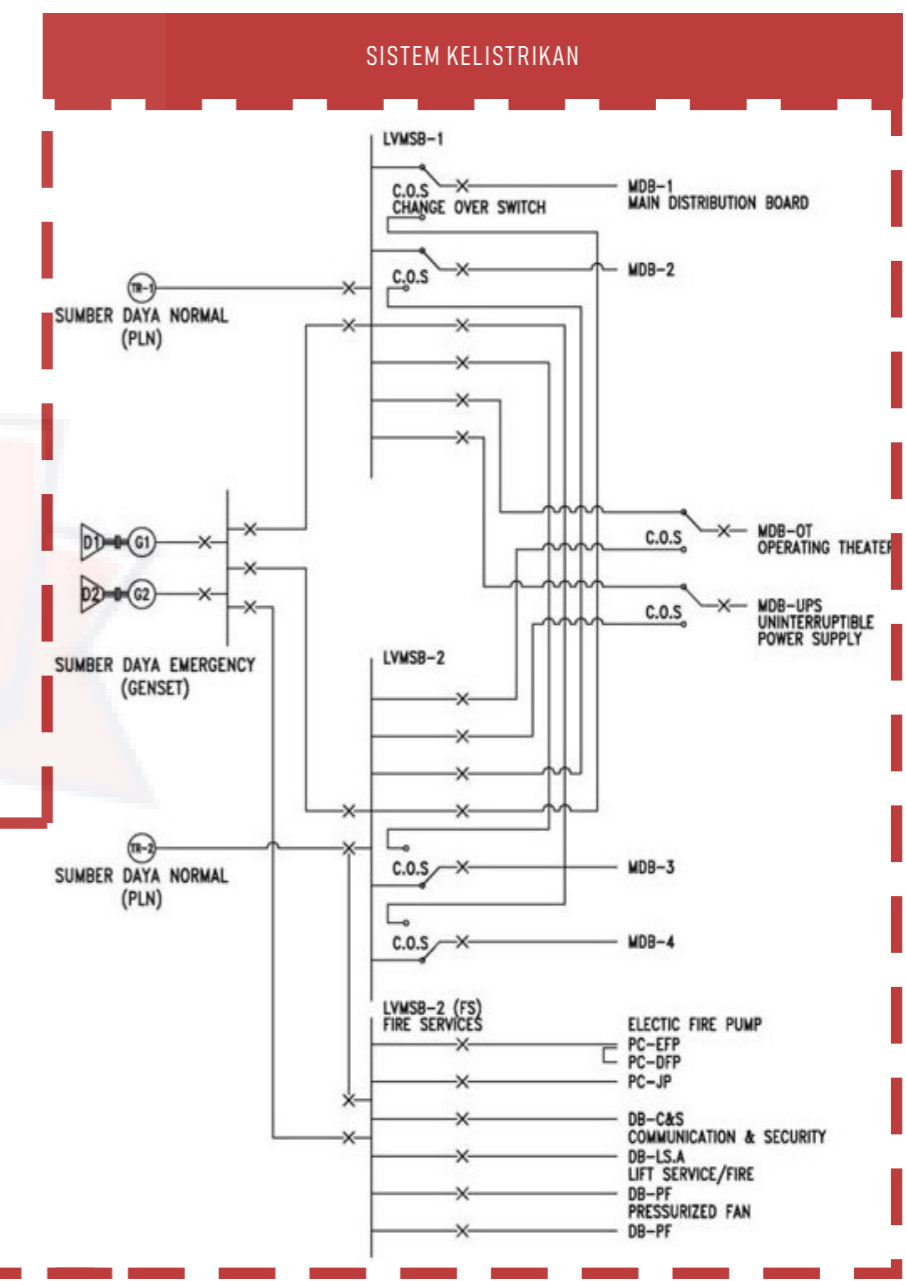 SISTEM KELISTRIKAN
LVMSB-1
C.O.S
CHANGE OVER SWITCH
MDB-1
MAIN DISTRIBUTION BOARD
C.O.S
MDB-2
TR-1
SUMBER DAYA NORMAL
(PLN)
D1
G1
D2
G2
SUMBER DAYA EMERGENCY
(GENSET)
C.O.S
MDB-OT
OPERATING THEATER
C.O.S
MDB-UPS
UNINTERRUPTIBLE
POWER SUPPLY
LVMSB-2
TR-2
SUMBER DAYA NORMAL
(PLN)
C.O.S
MDB-3
C.O.S
MDB-4
LVMSB-2 (FS)
FIRE SERVICES
ELECTIC FIRE PUMP
PC-EFP
PC-DFP
PC-JP
DB-C&S
COMMUNICATION & SECURITY
DB-LS.A
LIFT SERVICE/FIRE
DB-PF
PRESSURIZED FAN
DB-PF